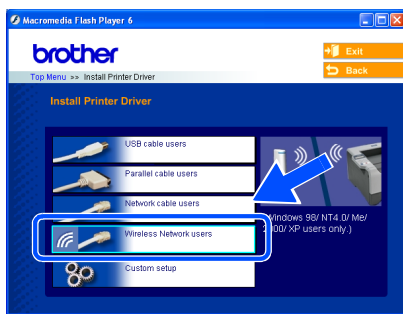 Macromedia Flash Player 6
brother
Exit
Back
Top Menu >> Install Printer Driver
Install Printer Driver
USB cable users
Parallel cable users
Network cable users
Wireless Network users
Custom setup
Windows 98/ NT4.0/ Me/
XP users only.)